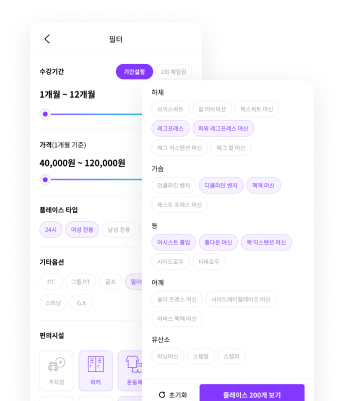 필터
수강기간
기간설정 1회 체험권
1개월 ~ 12개월
가격(1개월 기준)
40,000원 ~ 120,000원
플레이스 타입
24시 여성 전용 남성 전용
기타옵션
P.T 그룹 P.T 골프
스피닝 G.X
편의시설
주차장 락커
하체
브이스쿼트 힙 어브덕션 핵스쿼트 머신
레그프레스 파워 레그프레스 머신
레그 익스텐션 머신 레그 컬 머신
가슴
인클라인 벤치 디클라인 벤치 펙덱 머신
체스트 프레스 머신
등
어시스트 풀업 풀다운 머신 백 익스텐션 머신
시티드로우 티바로우
어깨
숄더 프레스 머신 사이드레터럴레이즈 머신
리버스 펙덱 머신
유산소
러닝머신 스텝밀 스텝퍼
초기화 플레이스 200개 보기